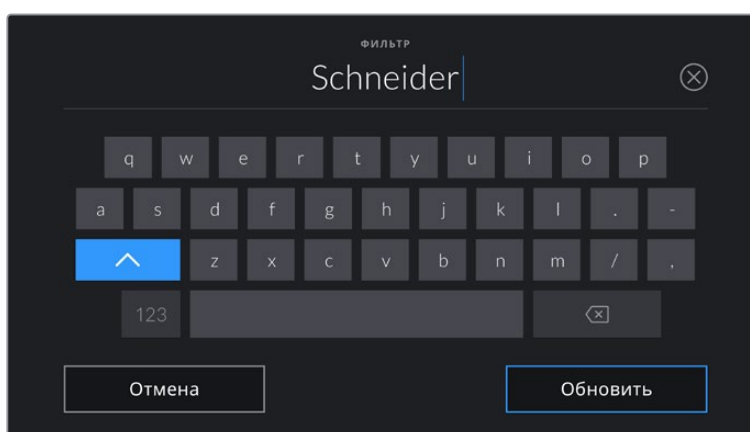 ФИЛЬТР
Schneider
q w e r t y u i o p
a s d f g h j k l . -
z x c v b n m / ,
123
Отмена Обновить